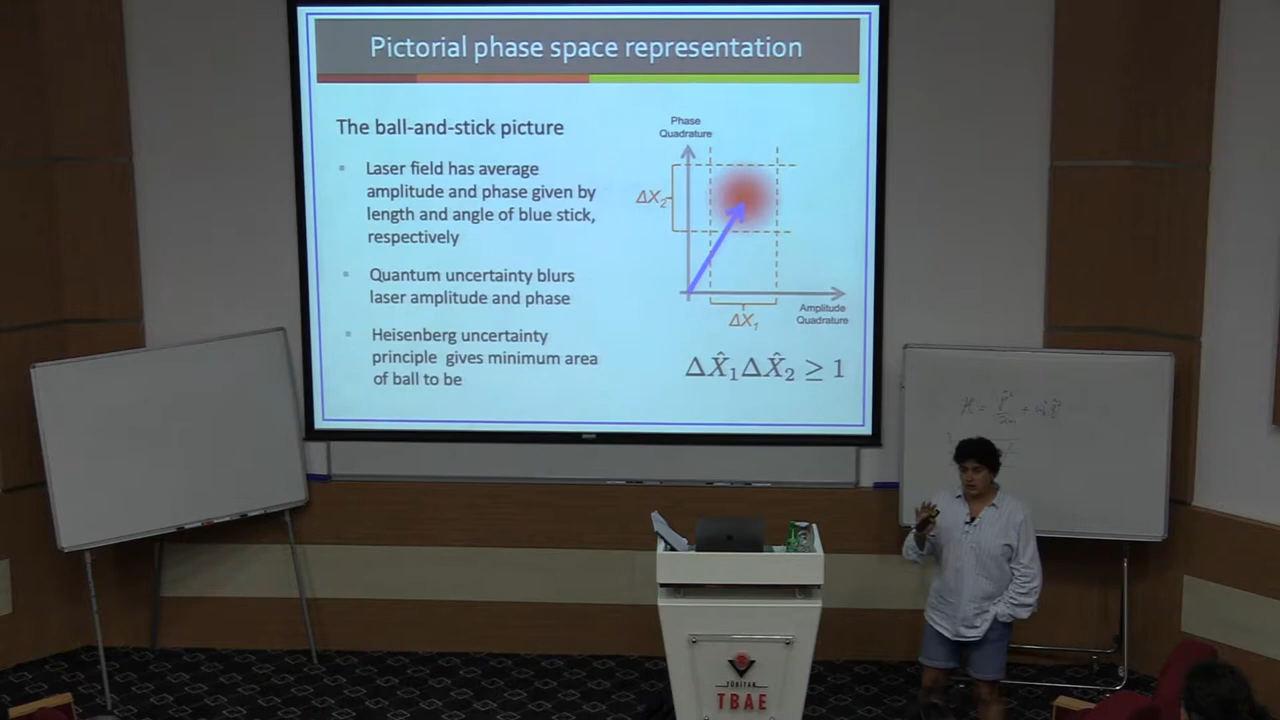 Pictorial phase space representation
The ball-and-stick picture
▪ Laser field has average
amplitude and phase given by
length and angle of blue stick,
respectively
▪ Quantum uncertainty blurs
laser amplitude and phase
▪ Heisenberg uncertainty
principle gives minimum area
of ball to be
Phase
Quadrature
ΔX₂
Amplitude
Quadrature
ΔX₁
ΔX̂₁ΔX̂₂ ≥ 1
TÜBİTAK
TBAE